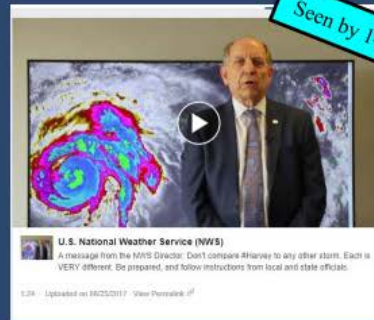 Seen by 1
U.S. National Weather Service (NWS)
A message from the NWS Director: Don't compare #Harvey to any other storm. Each is
VERY different. Be prepared, and follow instructions from local and state officials.
1:24 · Uploaded on 08/25/2017 · View Permalink